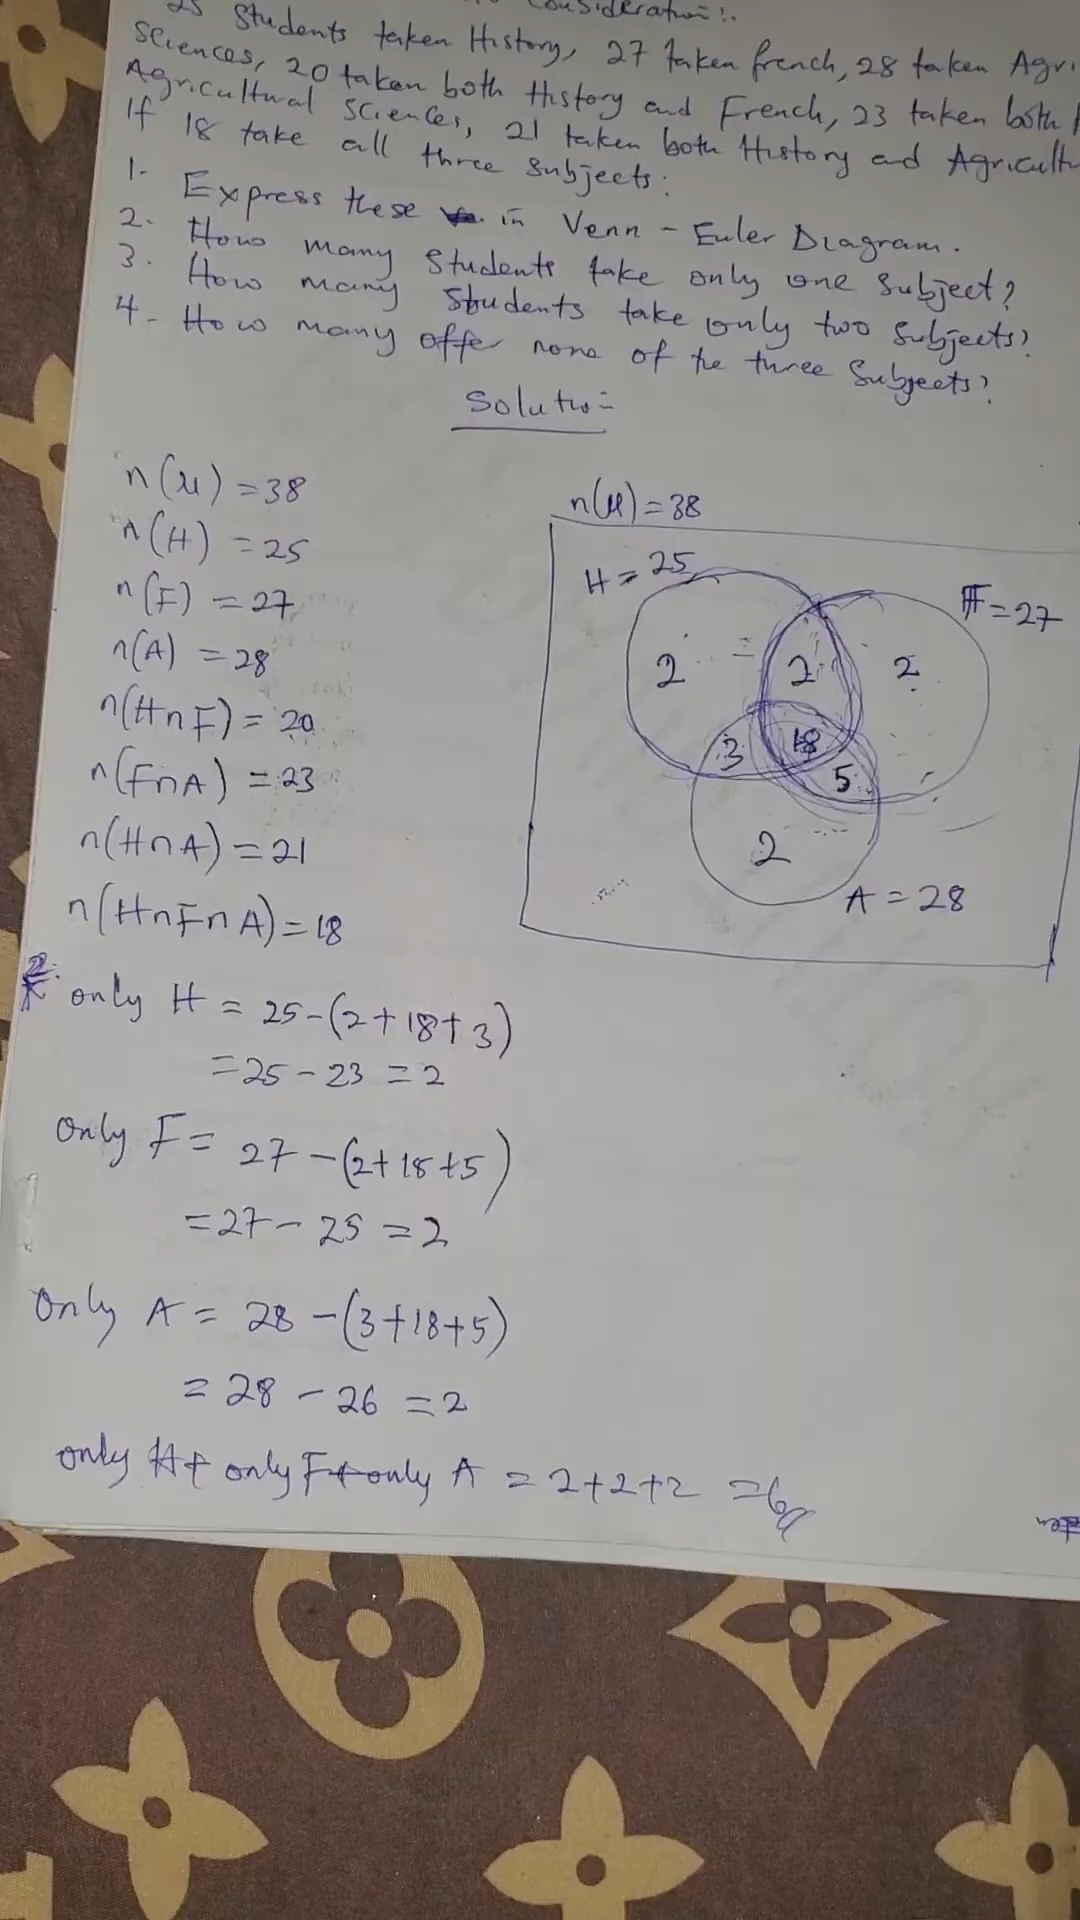 25 Students taken History, 27 taken french, 28 taken Agri
Sciences, 20 taken both History and French, 23 taken both
Agricultural Sciences, 21 taken both History and Agricultu
If 18 take all three Subjects:
1. Express these in Venn - Euler Diagram.
2. How many Students take only one Subject?
3. How many Students take only two Subjects?
4. How many offer none of the three Subjects?
Solution
n(μ) = 38
n(H) = 25
n(F) = 27
n(A) = 28
n(H∩F) = 20
n(F∩A) = 23
n(H∩A) = 21
n(H∩F∩A) = 18
n(μ) = 38
H = 25
F = 27
2 2 2
3 18 5
2
A = 28
2. only H = 25-(2+18+3)
= 25 - 23 = 2
Only F = 27 - (2+18+5)
= 27 - 25 = 2
Only A = 28 - (3+18+5)
= 28 - 26 = 2
only H + only F + only A = 2+2+2 = 6